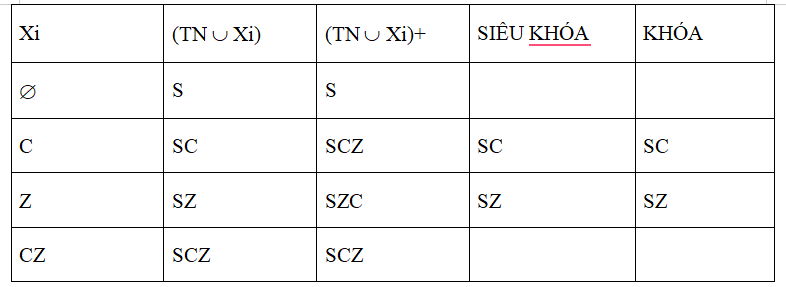 Xi (TN ∪ Xi) (TN ∪ Xi)+ SIÊU KHÓA KHÓA
∅ S S
C SC SCZ SC SC
Z SZ SZC SZ SZ
CZ SCZ SCZ